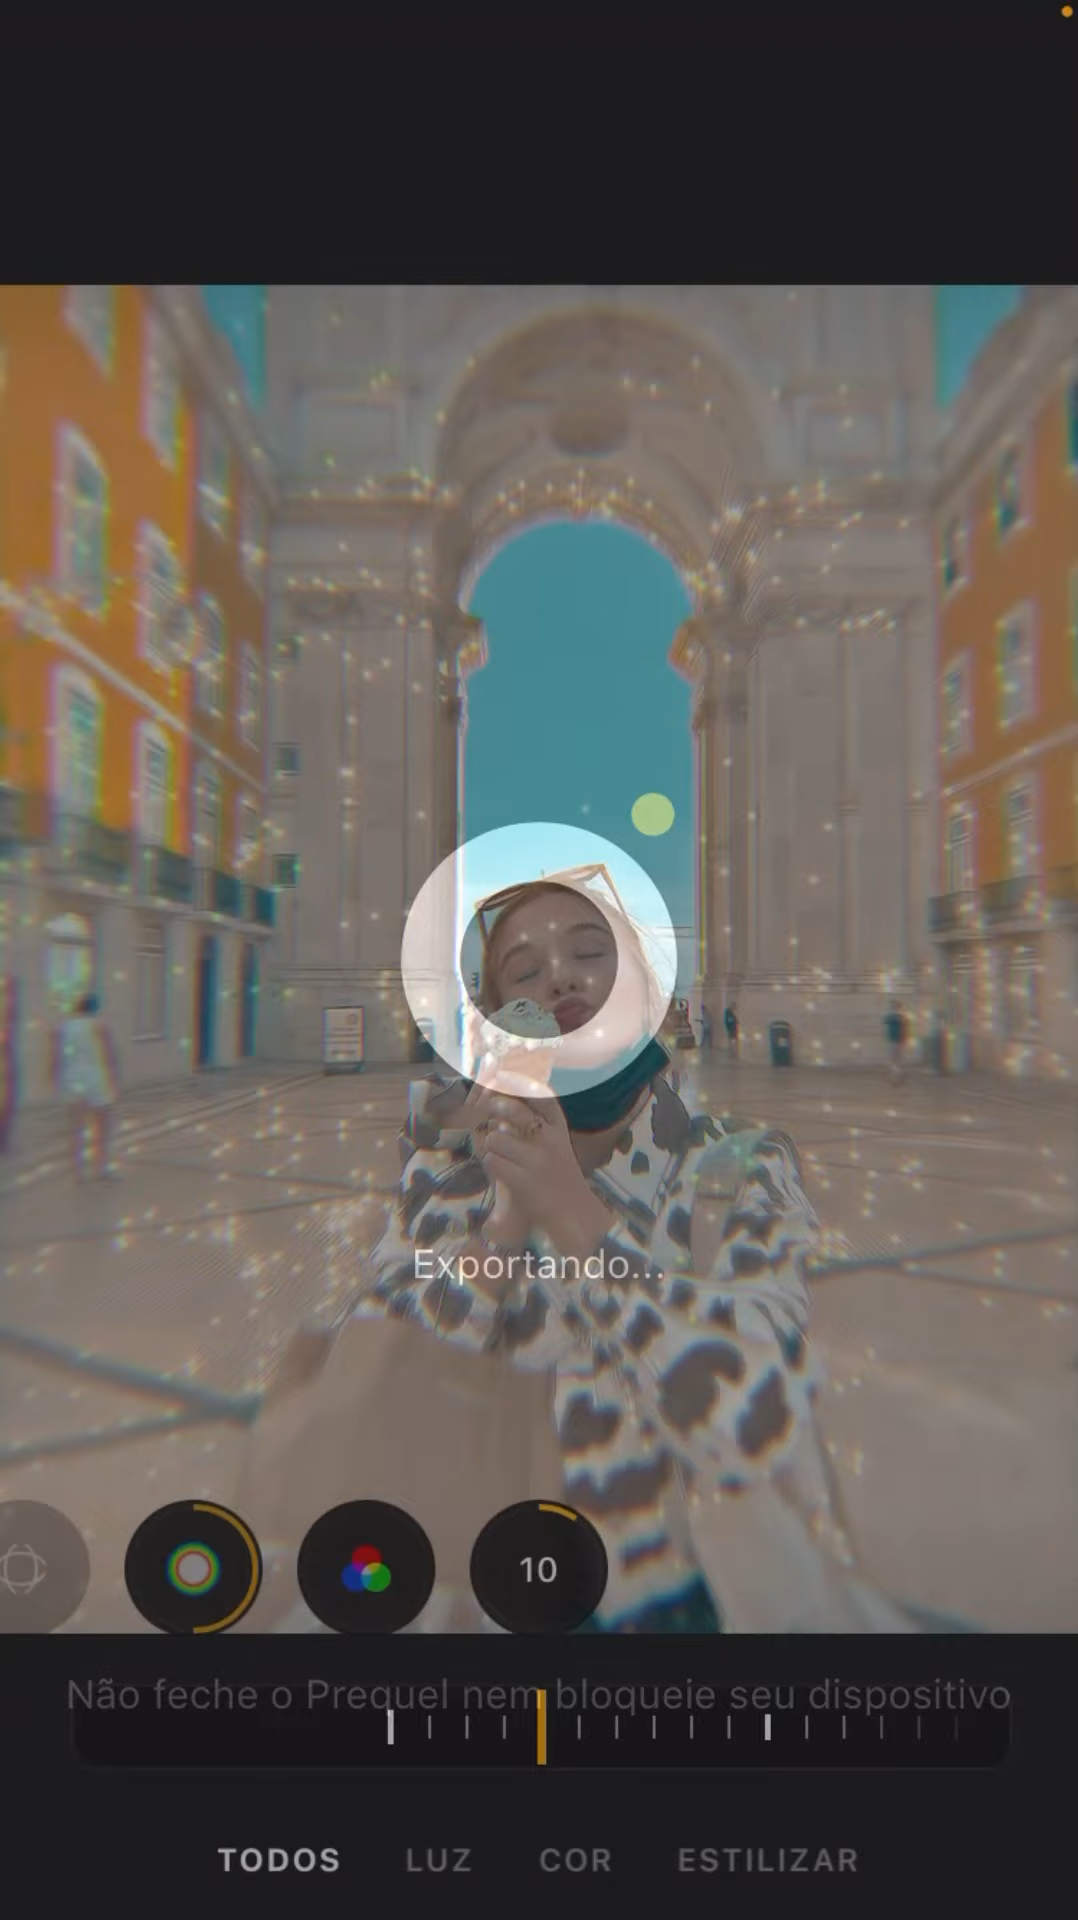 Exportando...
10
Não feche o Prequel nem bloqueie seu dispositivo
TODOS LUZ COR ESTILIZAR